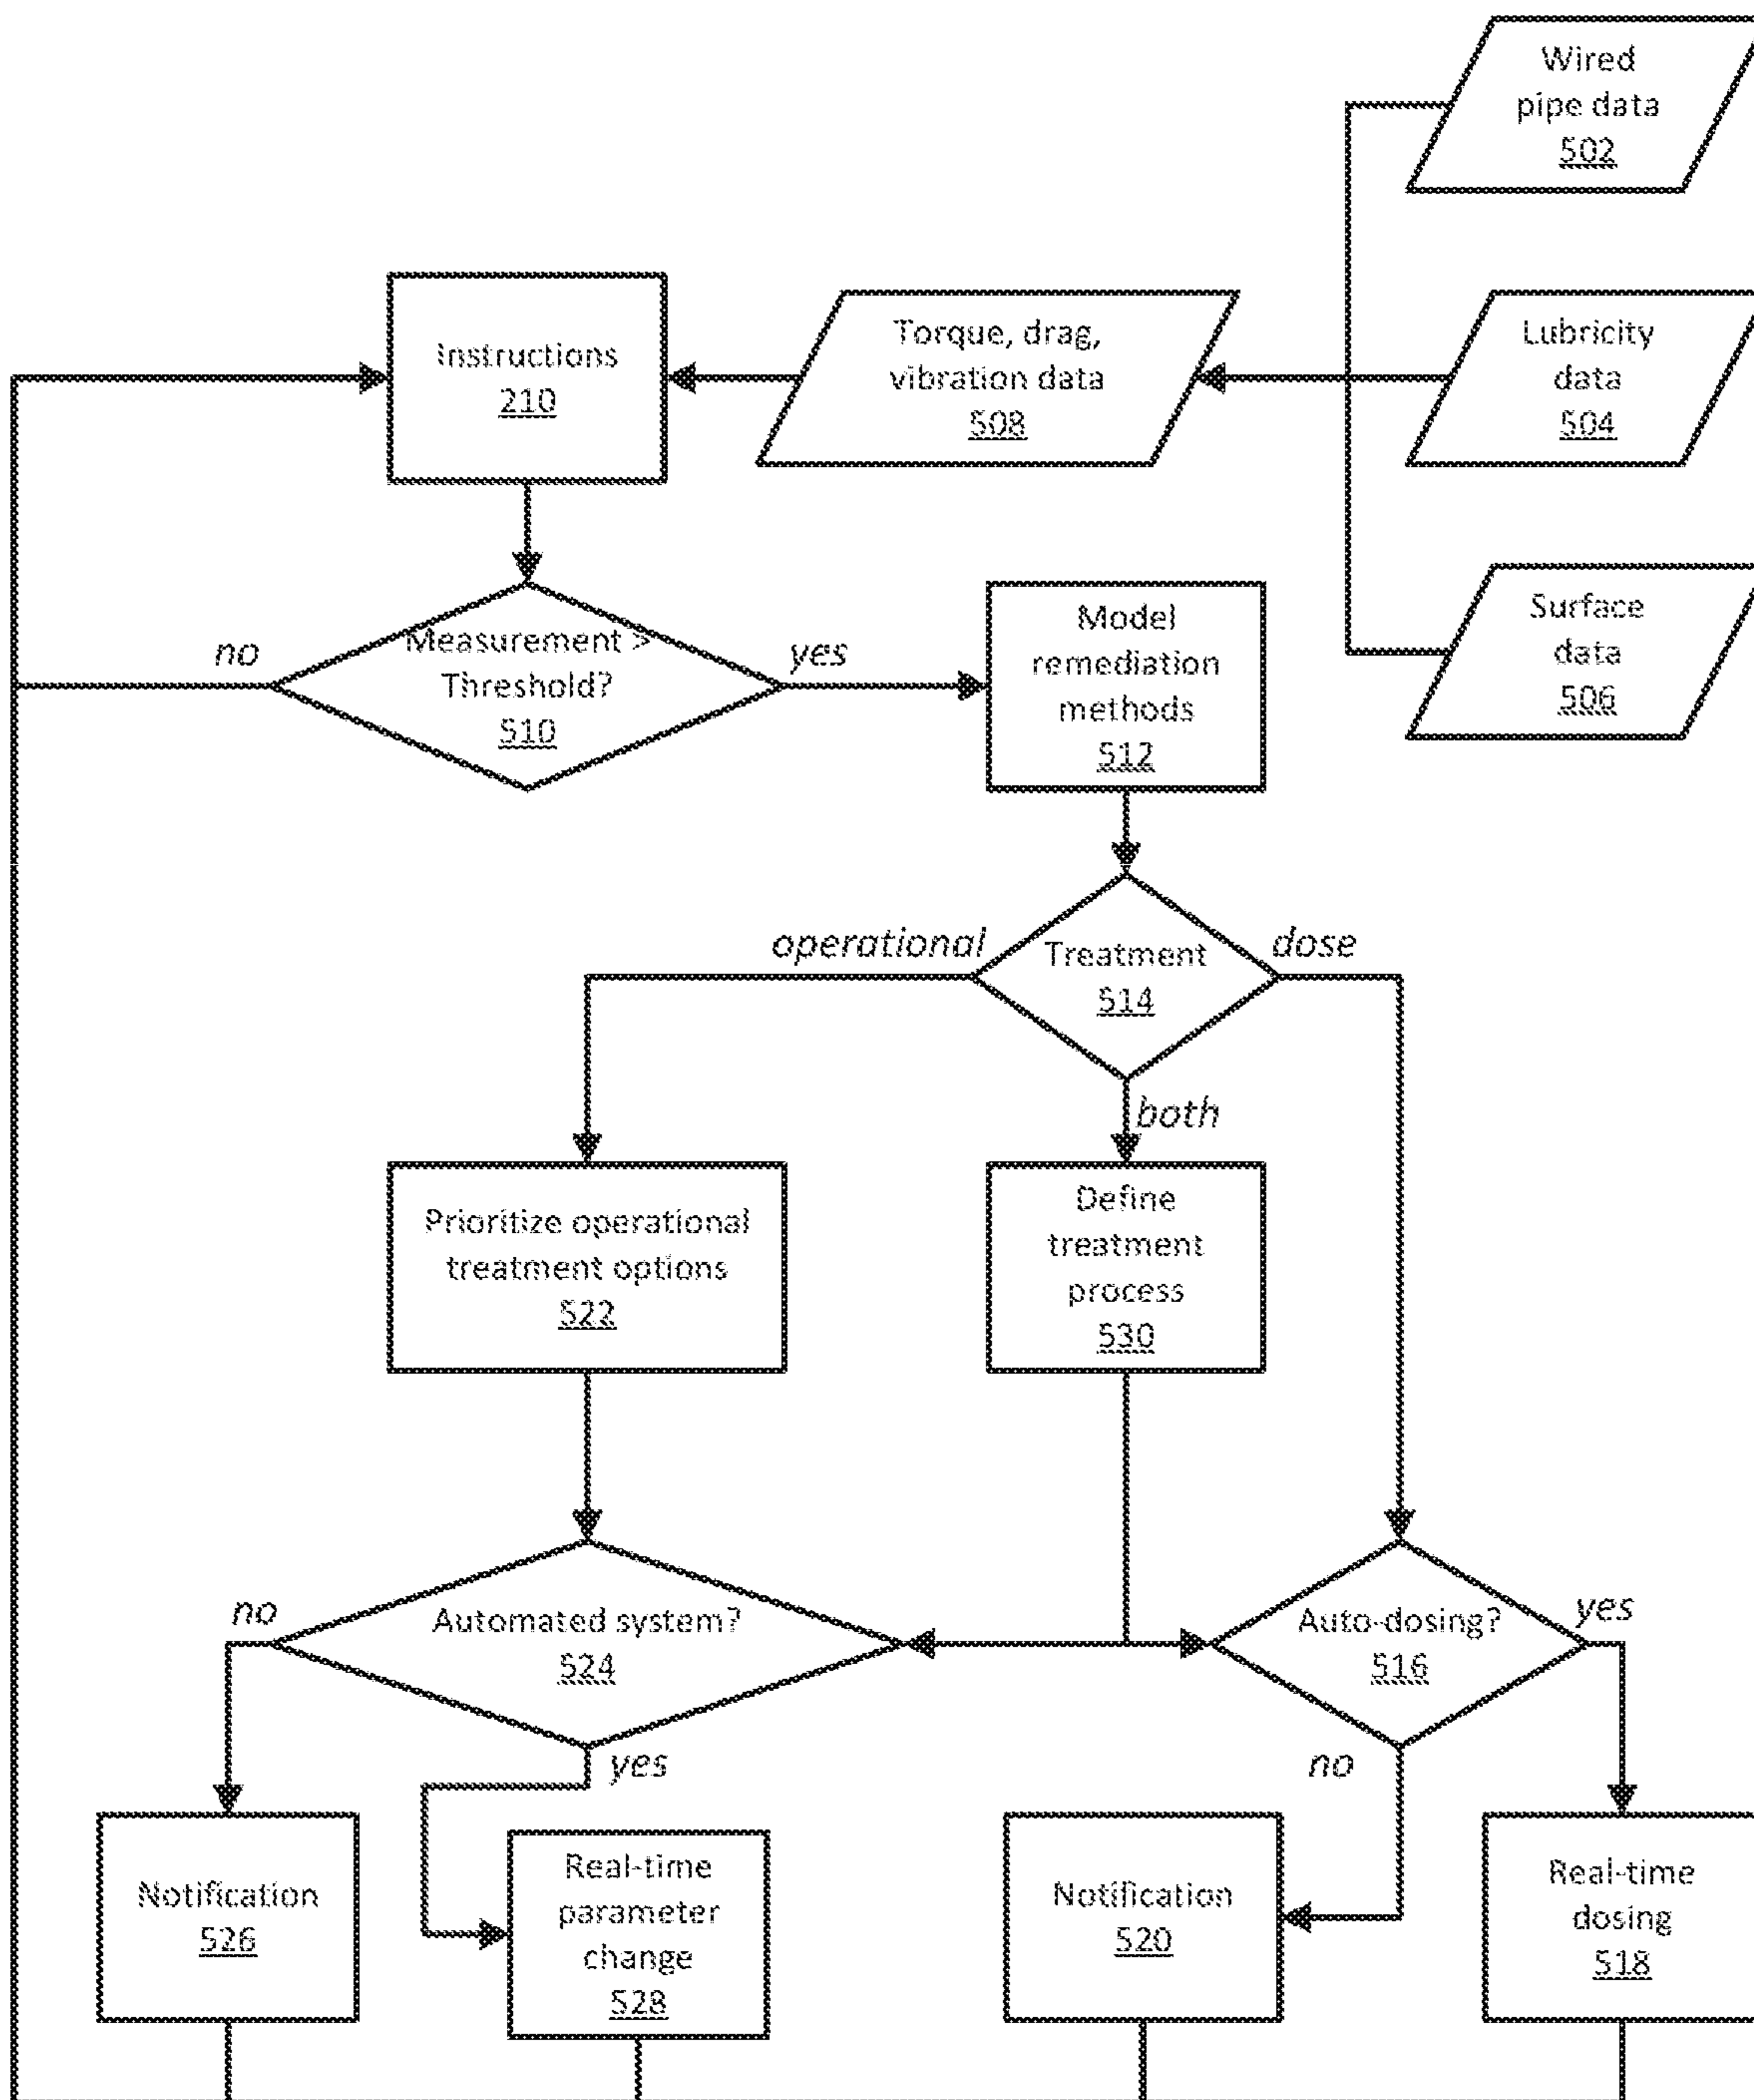 Wired
pipe data
502
Instructions
210
Torque, drag,
vibration data
508
Lubricity
data
504
Measurement >
Threshold?
510
no
yes
Model
remediation
methods
512
Surface
data
506
operational
Treatment
514
dose
both
Prioritize operational
treatment options
522
Define
treatment
process
530
no
Automated system?
524
yes
Auto-dosing?
516
yes
no
Notification
526
Real-time
parameter
change
528
Notification
520
Real-time
dosing
518